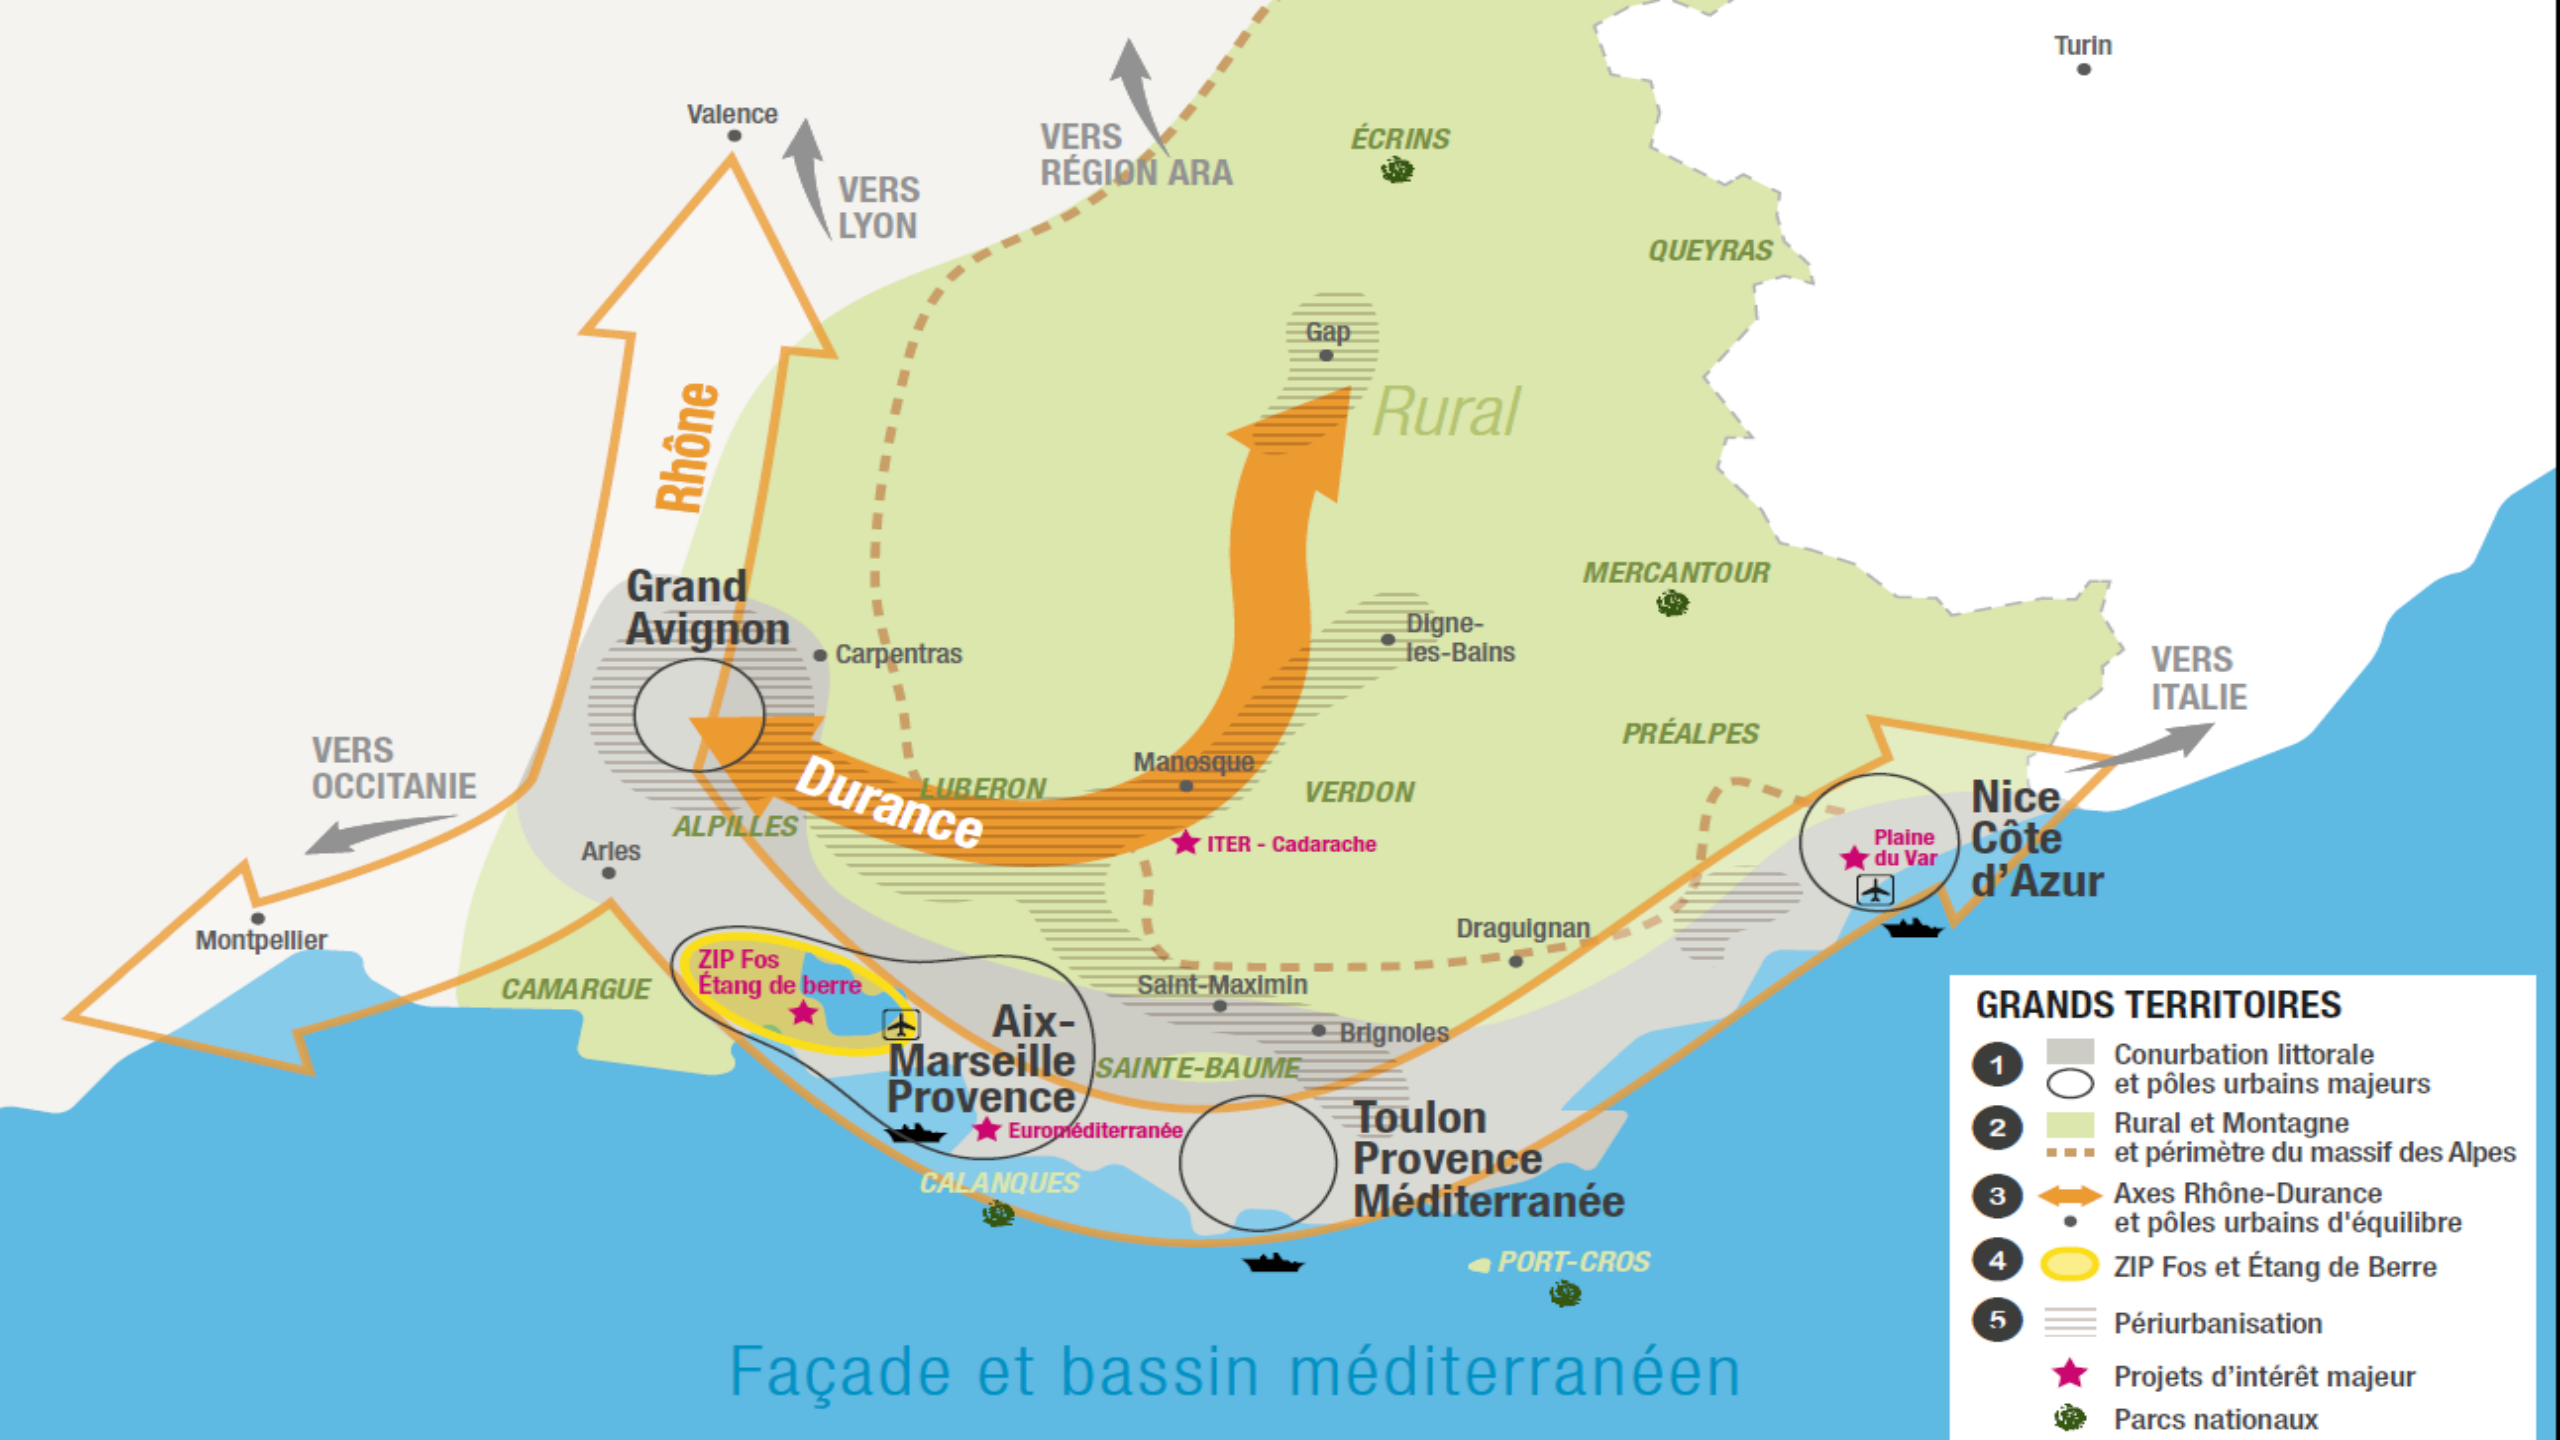 Turin
Valence
VERS
LYON
VERS
RÉGION ARA
ÉCRINS
QUEYRAS
Gap
Rural
Rhône
Grand
Avignon
Carpentras
MERCANTOUR
Digne-
les-Bains
VERS
ITALIE
VERS
OCCITANIE
PRÉALPES
Manosque
LUBERON
VERDON
Durance
ALPILLES
ITER - Cadarache
Arles
Nice
Côte
d'Azur
Plaine
du Var
Montpellier
Draguignan
CAMARGUE
ZIP Fos
Étang de berre
Saint-Maximin
Brignoles
Aix-
Marseille
Provence
SAINTE-BAUME
Euroméditerranée
Toulon
Provence
Méditerranée
CALANQUES
PORT-CROS
Façade et bassin méditerranéen
GRANDS TERRITOIRES
1 Conurbation littorale
et pôles urbains majeurs
2 Rural et Montagne
et périmètre du massif des Alpes
3 Axes Rhône-Durance
et pôles urbains d'équilibre
4 ZIP Fos et Étang de Berre
5 Périurbanisation
Projets d'intérêt majeur
Parcs nationaux